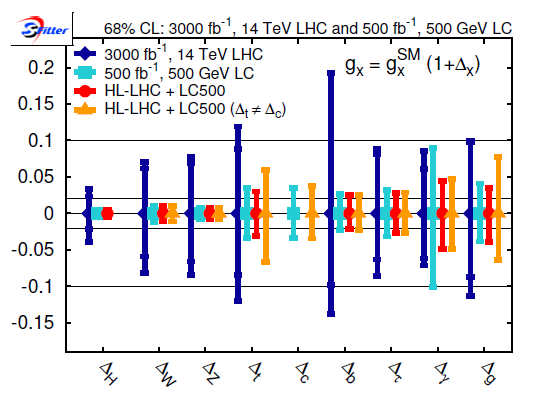 SFitter
68% CL: 3000 fb⁻¹, 14 TeV LHC and 500 fb⁻¹, 500 GeV LC
3000 fb⁻¹, 14 TeV LHC
500 fb⁻¹, 500 GeV LC
HL-LHC + LC500
HL-LHC + LC500 (Δt ≠ Δc)
gx = gxSM (1+Δx)
0.2
0.15
0.1
0.05
0
-0.05
-0.1
-0.15
ΔH ΔW ΔZ Δt Δc Δb Δτ Δγ Δg